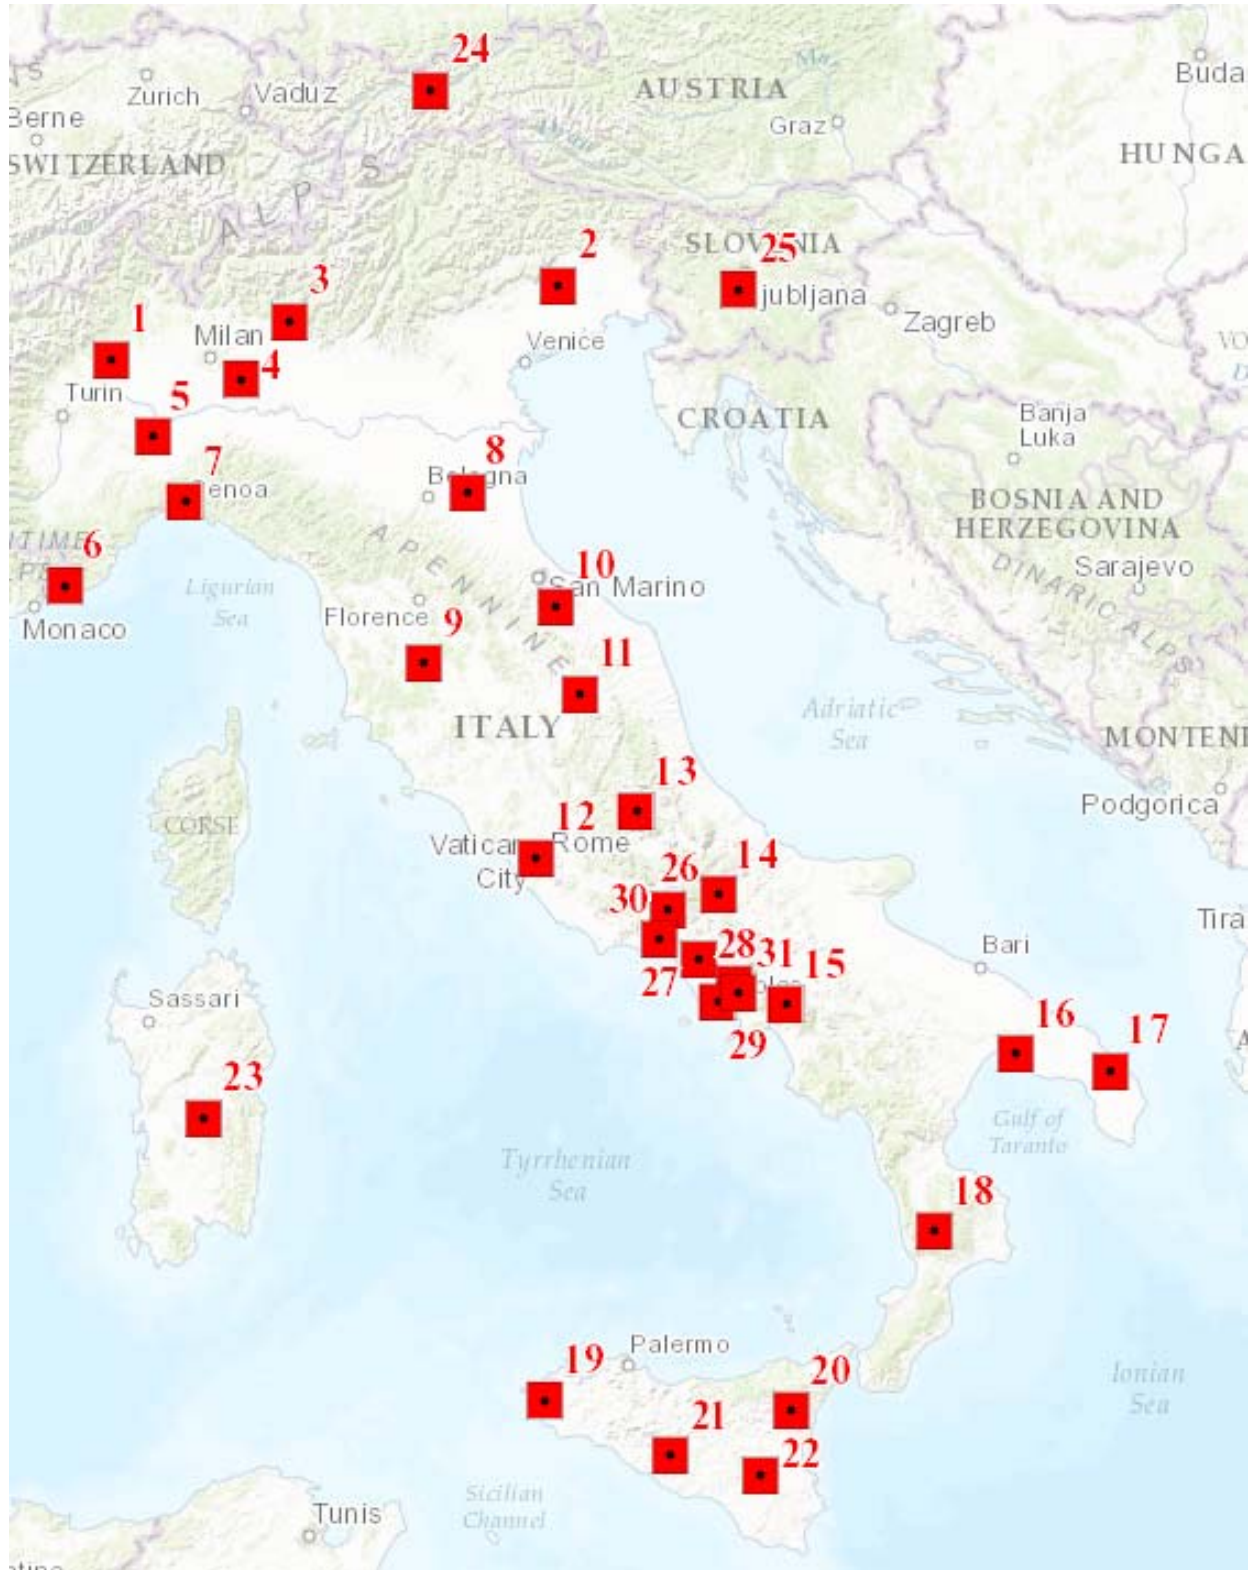 24
Buda
Zurich
Vaduz
AUSTRIA
Berne
Graz
HUNGA
SWITZERLAND
ALPS
2
SLOVENIA
25
jubljana
3
Zagreb
1
Milan
Venice
4
Turin
5
CROATIA
Banja
Luka
7
8
Bologna
Genoa
BOSNIA AND
HERZEGOVINA
APENNINE
DINARIC ALPS
6
10
Sarajevo
Ligurian
Sea
San Marino
Florence
Monaco
9
11
Adriatic
Sea
ITALY
MONTENE
13
Podgorica
CORSE
12
Vatican
City
Rome
14
26
30
Tira
Bari
28
31
15
27
Sassari
29
16
17
23
Gulf of
Taranto
Tyrrhenian
Sea
18
Palermo
19
20
Ionian
Sea
21
22
Sicilian
Channel
Tunis